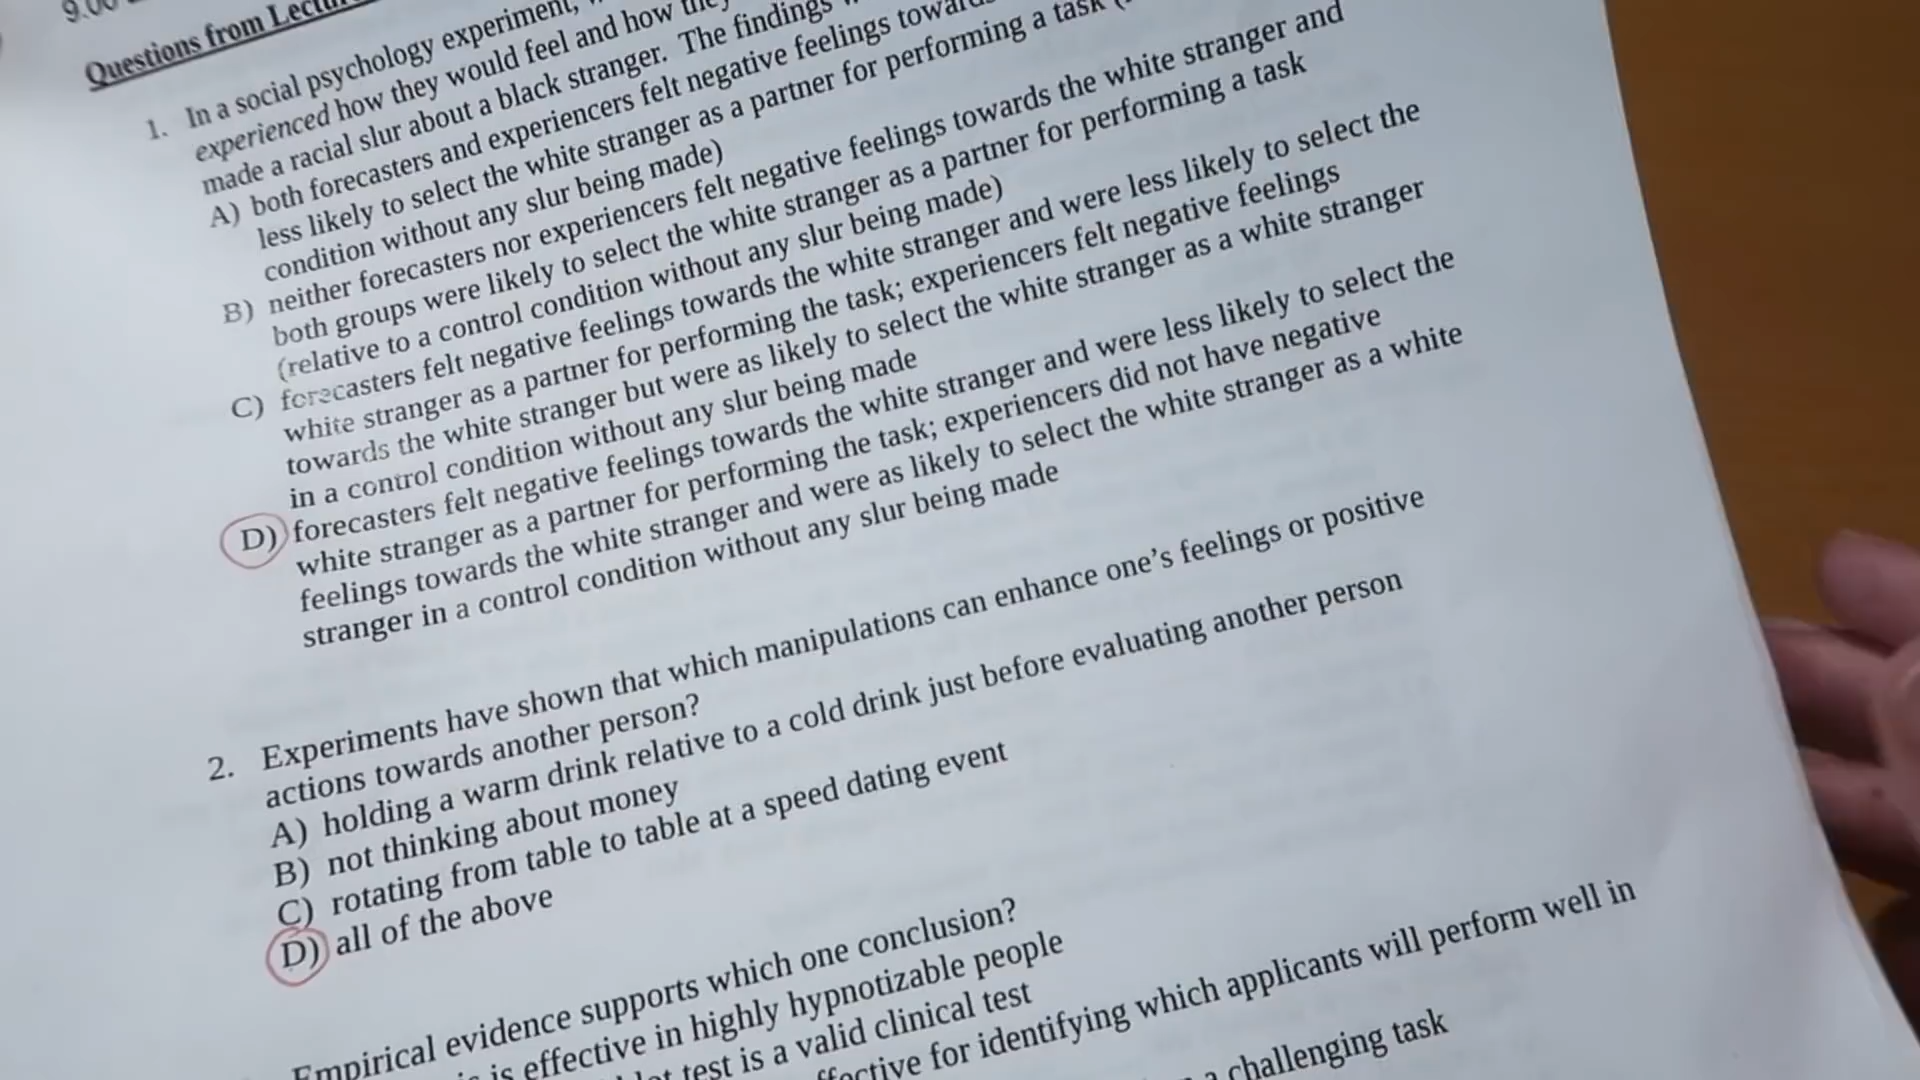 9.00
Questions from
1. In a social psychology experiment,
experienced how they would feel and how they
made a racial slur about a black stranger. The findings
A) both forecasters and experiencers felt negative feelings
less likely to select the white stranger as a partner for performing a task
condition without any slur being made)
B) neither forecasters nor experiencers felt negative feelings towards the white stranger and
both groups were likely to select the white stranger as a partner for performing a task
(relative to a control condition without any slur being made)
C) forecasters felt negative feelings towards the white stranger and were less likely to select the
white stranger as a partner for performing the task; experiencers felt negative feelings
towards the white stranger but were as likely to select the white stranger as a white stranger
in a control condition without any slur being made
D) forecasters felt negative feelings towards the white stranger and were less likely to select the
white stranger as a partner for performing the task; experiencers did not have negative
feelings towards the white stranger and were as likely to select the white stranger as a white
stranger in a control condition without any slur being made
2. Experiments have shown that which manipulations can enhance one’s feelings or positive
actions towards another person?
A) holding a warm drink relative to a cold drink just before evaluating another person
B) not thinking about money
C) rotating from table to table at a speed dating event
D) all of the above
Empirical evidence supports which one conclusion?
is effective in highly hypnotizable people
test is a valid clinical test
for identifying which applicants will perform well in
a challenging task